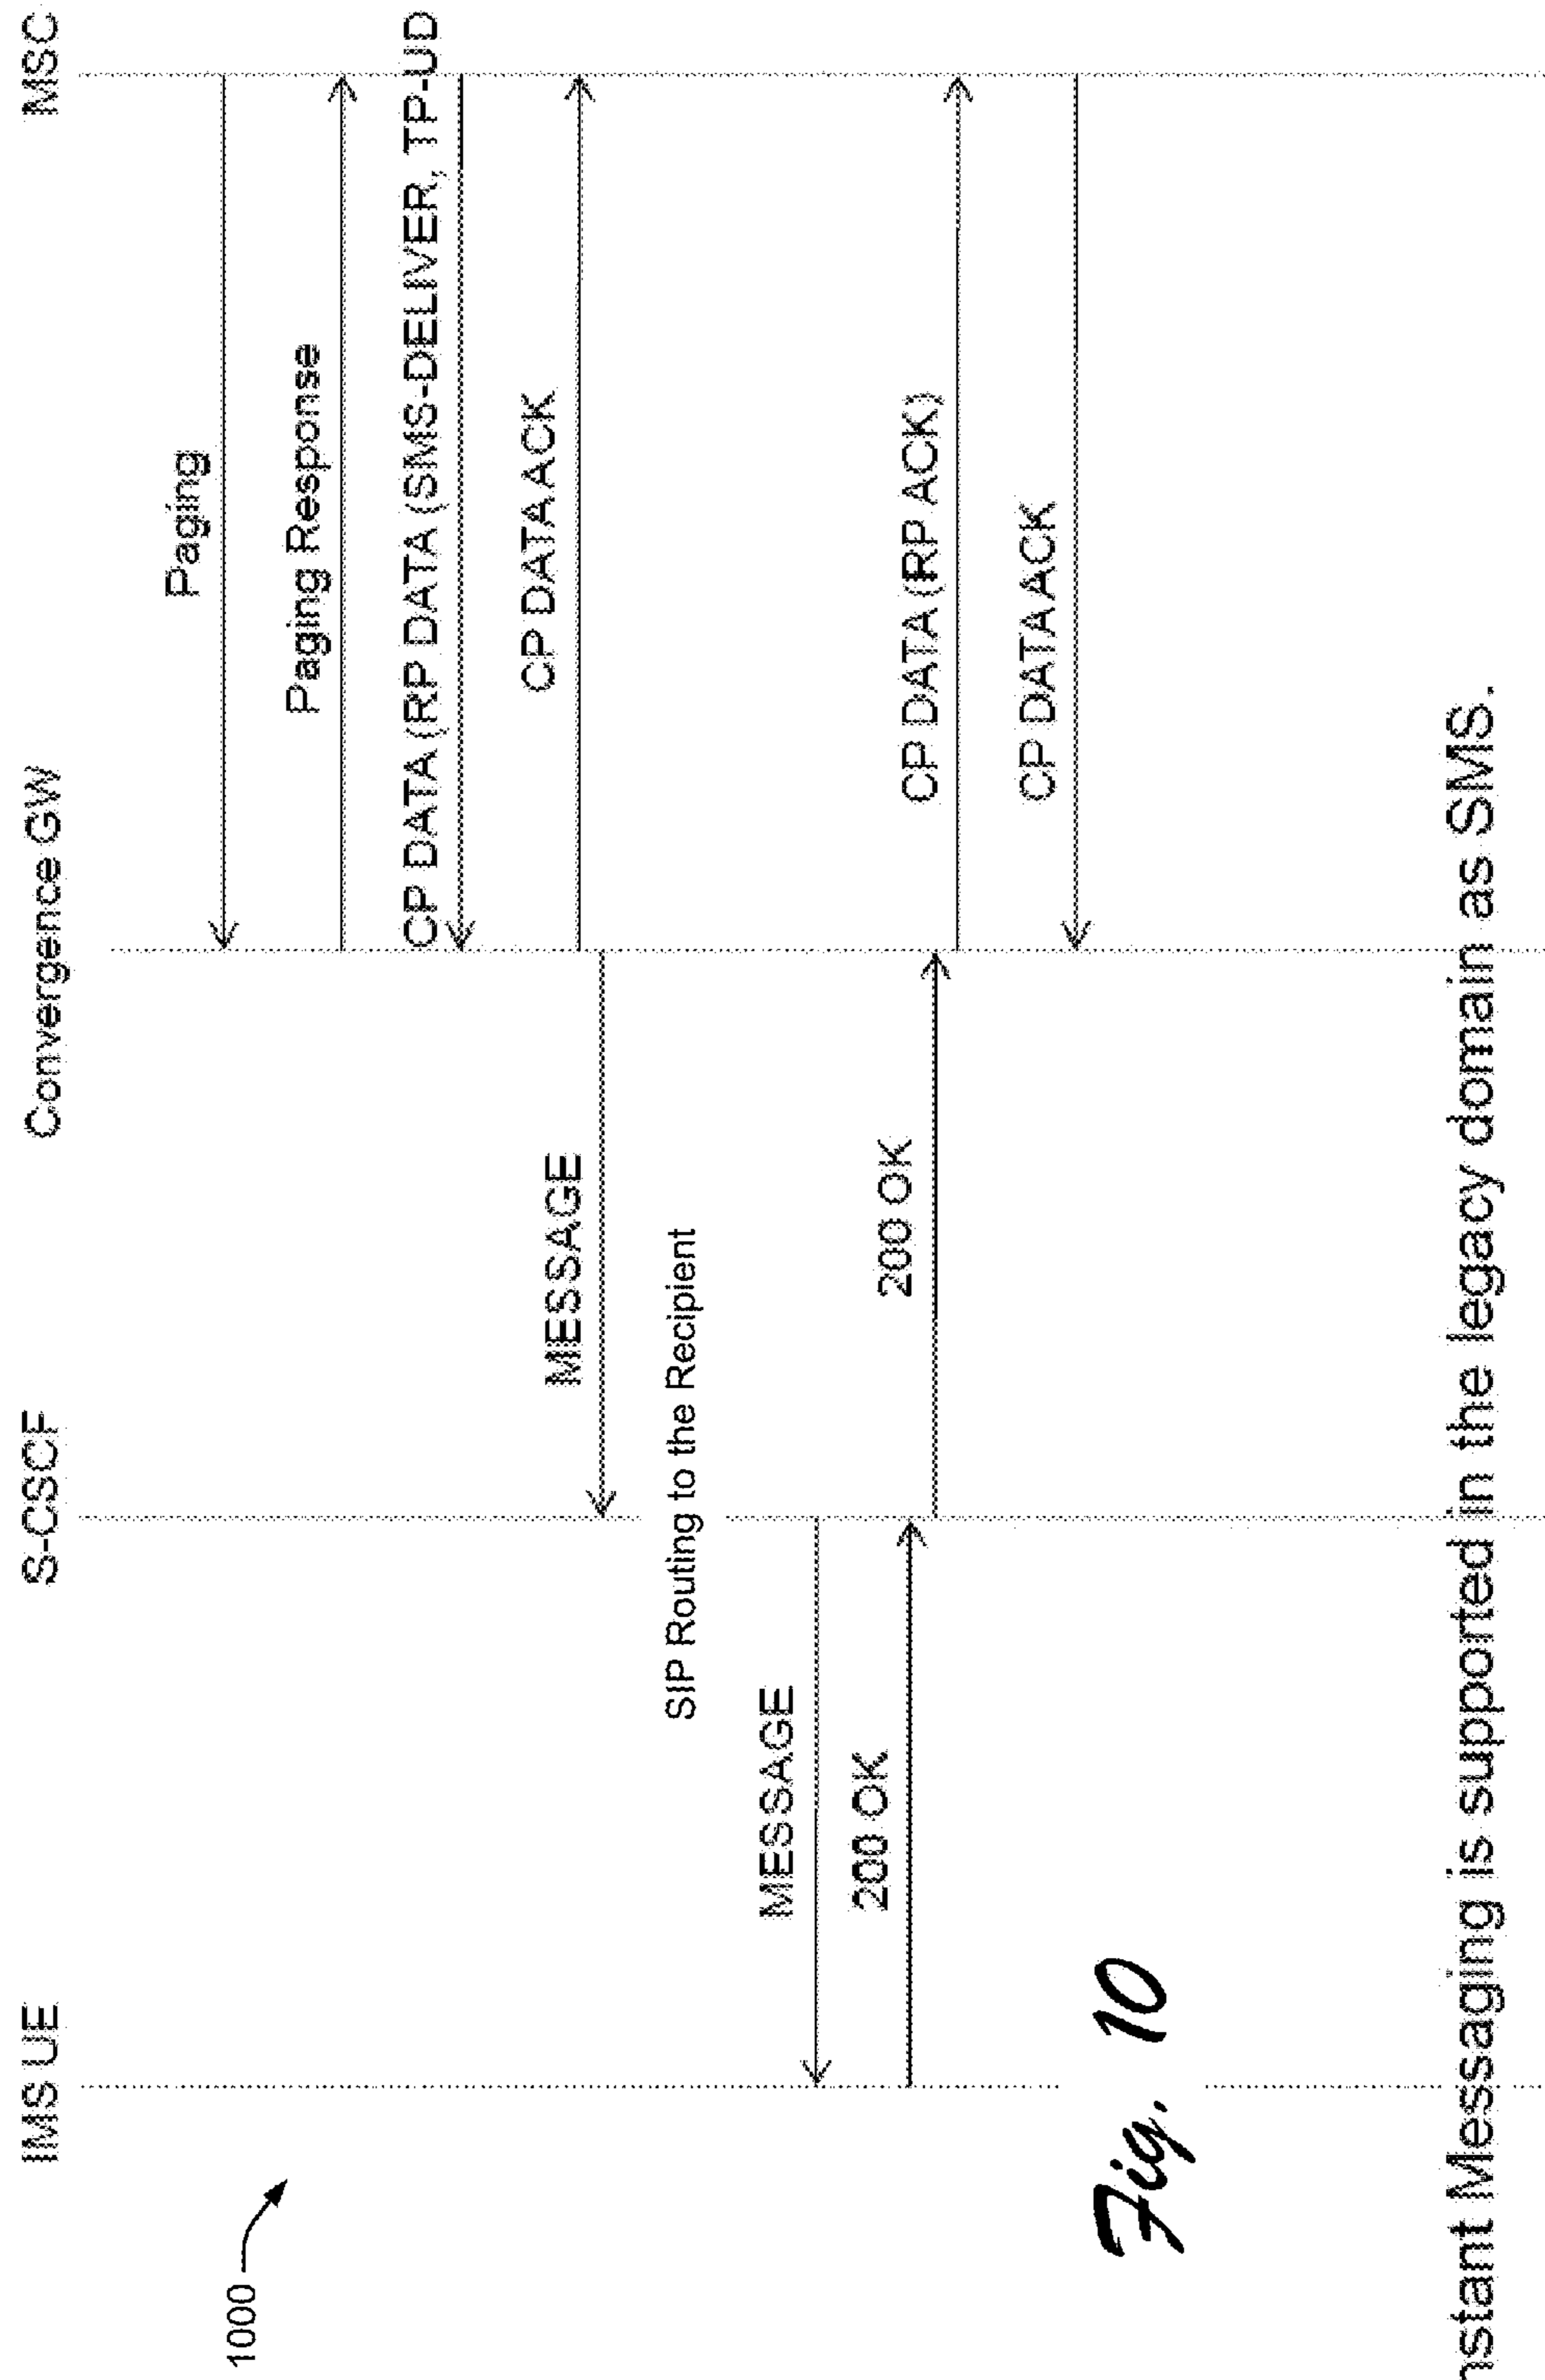 IMS UE
S-CSCF
Convergence GW
MSC
1000
Paging
Paging Response
CP DATA (RP DATA (SMS-DELIVER, TP-UD
CP DATA ACK
MESSAGE
SIP Routing to the Recipient
MESSAGE
200 OK
200 OK
CP DATA (RP ACK)
CP DATA ACK
Fig. 10
nstant Messaging is supported in the legacy domain as SMS.